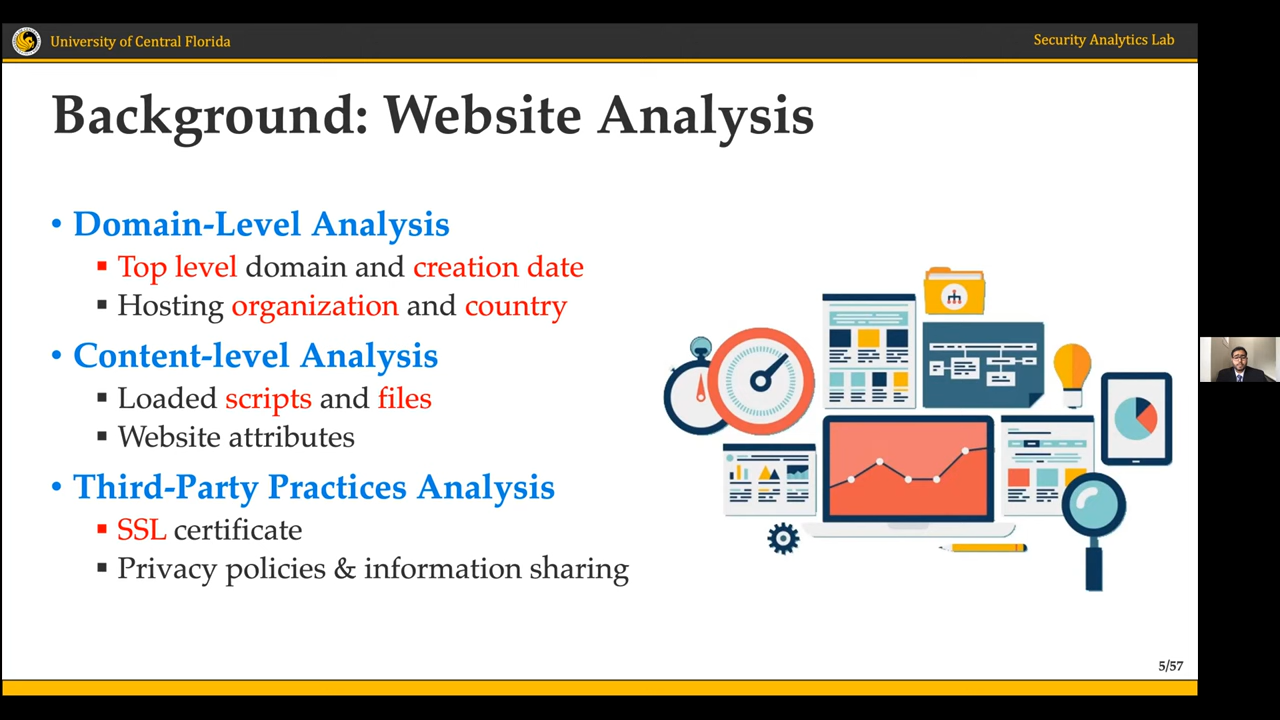 University of Central Florida
Security Analytics Lab
Background: Website Analysis
• Domain-Level Analysis
▪ Top level domain and creation date
▪ Hosting organization and country
• Content-level Analysis
▪ Loaded scripts and files
▪ Website attributes
• Third-Party Practices Analysis
▪ SSL certificate
▪ Privacy policies & information sharing
5/57